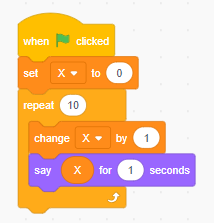 when clicked
set X to 0
repeat 10
change X by 1
say X for 1 seconds